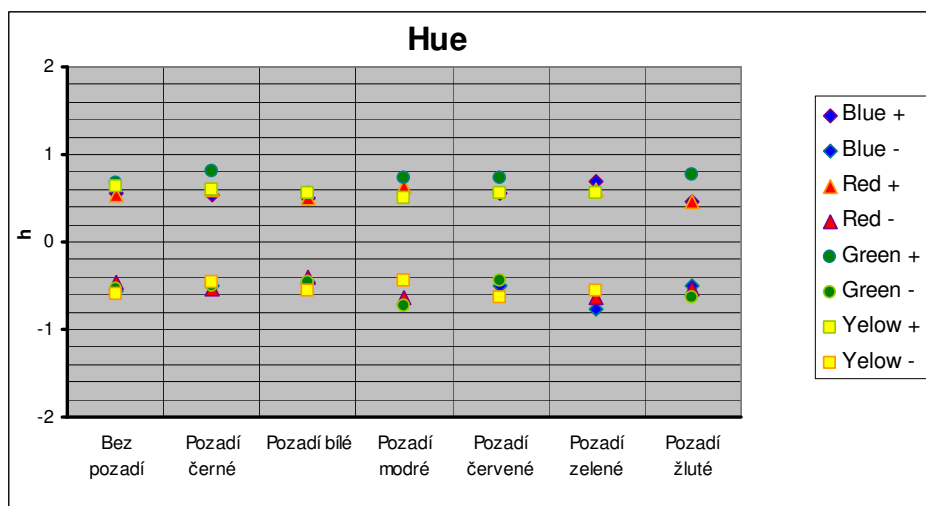 Hue
2
1
0
-1
-2
h
Bez pozadí
Pozadí černé
Pozadí bílé
Pozadí modré
Pozadí červené
Pozadí zelené
Pozadí žluté
Blue +
Blue -
Red +
Red -
Green +
Green -
Yelow +
Yelow -